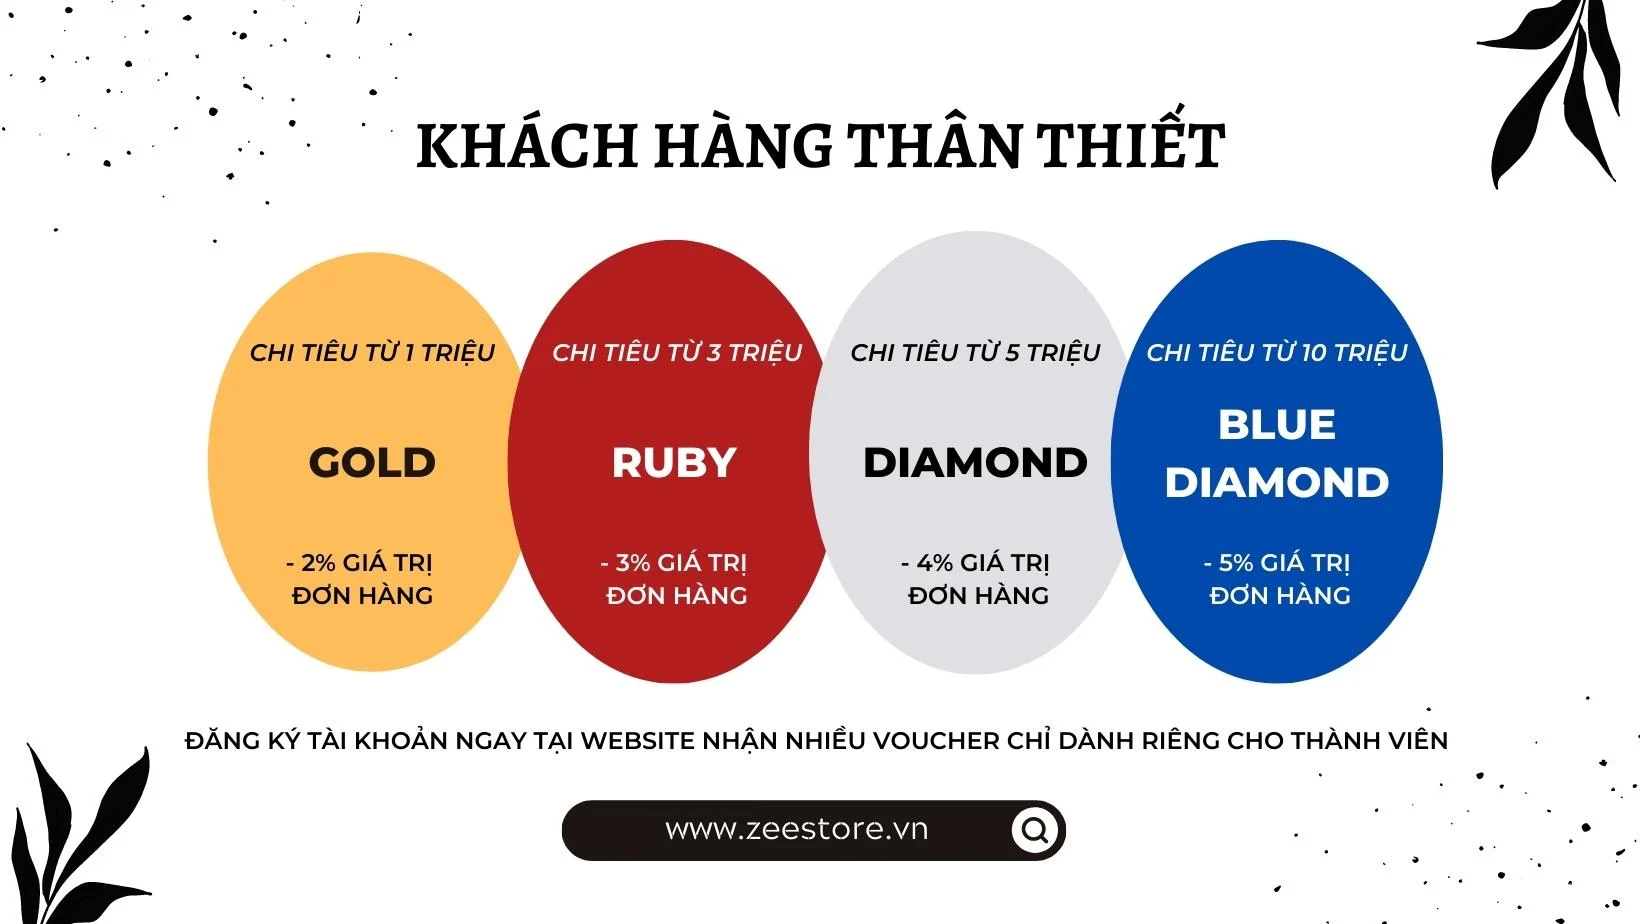 KHÁCH HÀNG THÂN THIẾT
CHI TIÊU TỪ 1 TRIỆU
GOLD
- 2% GIÁ TRỊ
ĐƠN HÀNG
CHI TIÊU TỪ 3 TRIỆU
RUBY
- 3% GIÁ TRỊ
ĐƠN HÀNG
CHI TIÊU TỪ 5 TRIỆU
DIAMOND
- 4% GIÁ TRỊ
ĐƠN HÀNG
CHI TIÊU TỪ 10 TRIỆU
BLUE
DIAMOND
- 5% GIÁ TRỊ
ĐƠN HÀNG
ĐĂNG KÝ TÀI KHOẢN NGAY TẠI WEBSITE NHẬN NHIỀU VOUCHER CHỈ DÀNH RIÊNG CHO THÀNH VIÊN
www.zeestore.vn